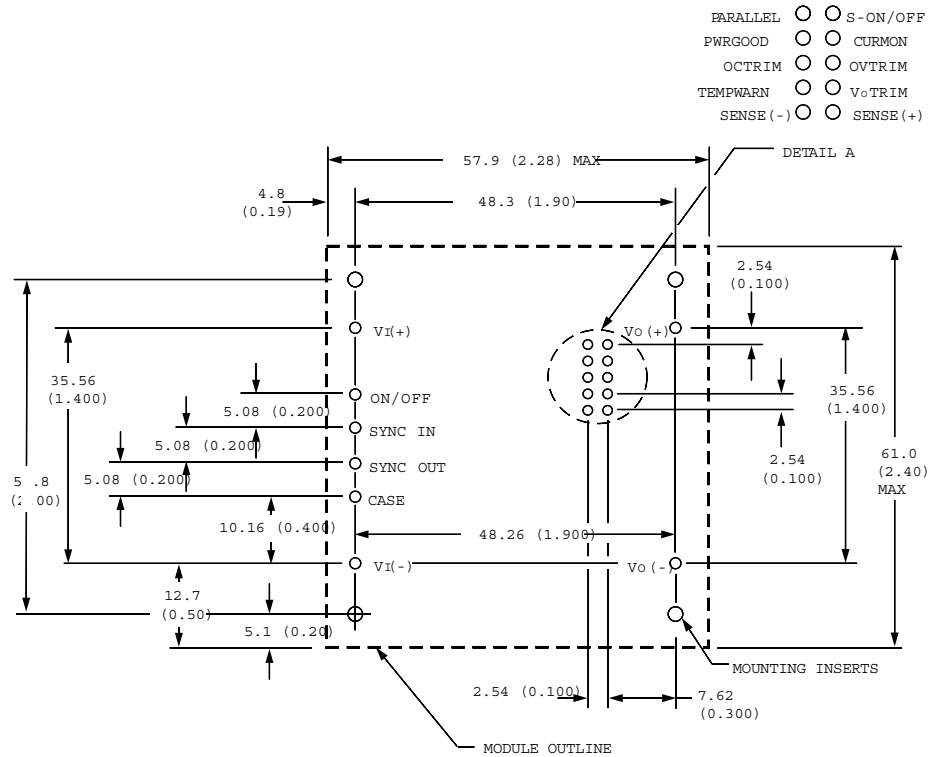 PARALLEL S-ON/OFF
PWRGOOD CURMON
OCTRIM OVTRIM
TEMPWARN VOTRIM
SENSE(-) SENSE(+)
DETAIL A
57.9 (2.28) MAX
4.8
(0.19)
48.3 (1.90)
2.54
(0.100)
VI(+)
VO(+)
35.56
(1.400)
35.56
(1.400)
ON/OFF
5.08 (0.200)
SYNC IN
5.08 (0.200)
SYNC OUT
5.08 (0.200)
CASE
2.54
(0.100)
61.0
(2.40)
MAX
10.16 (0.400)
48.26 (1.900)
VI(-)
VO(-)
12.7
(0.50)
5.1 (0.20)
MOUNTING INSERTS
2.54 (0.100)
7.62
(0.300)
MODULE OUTLINE